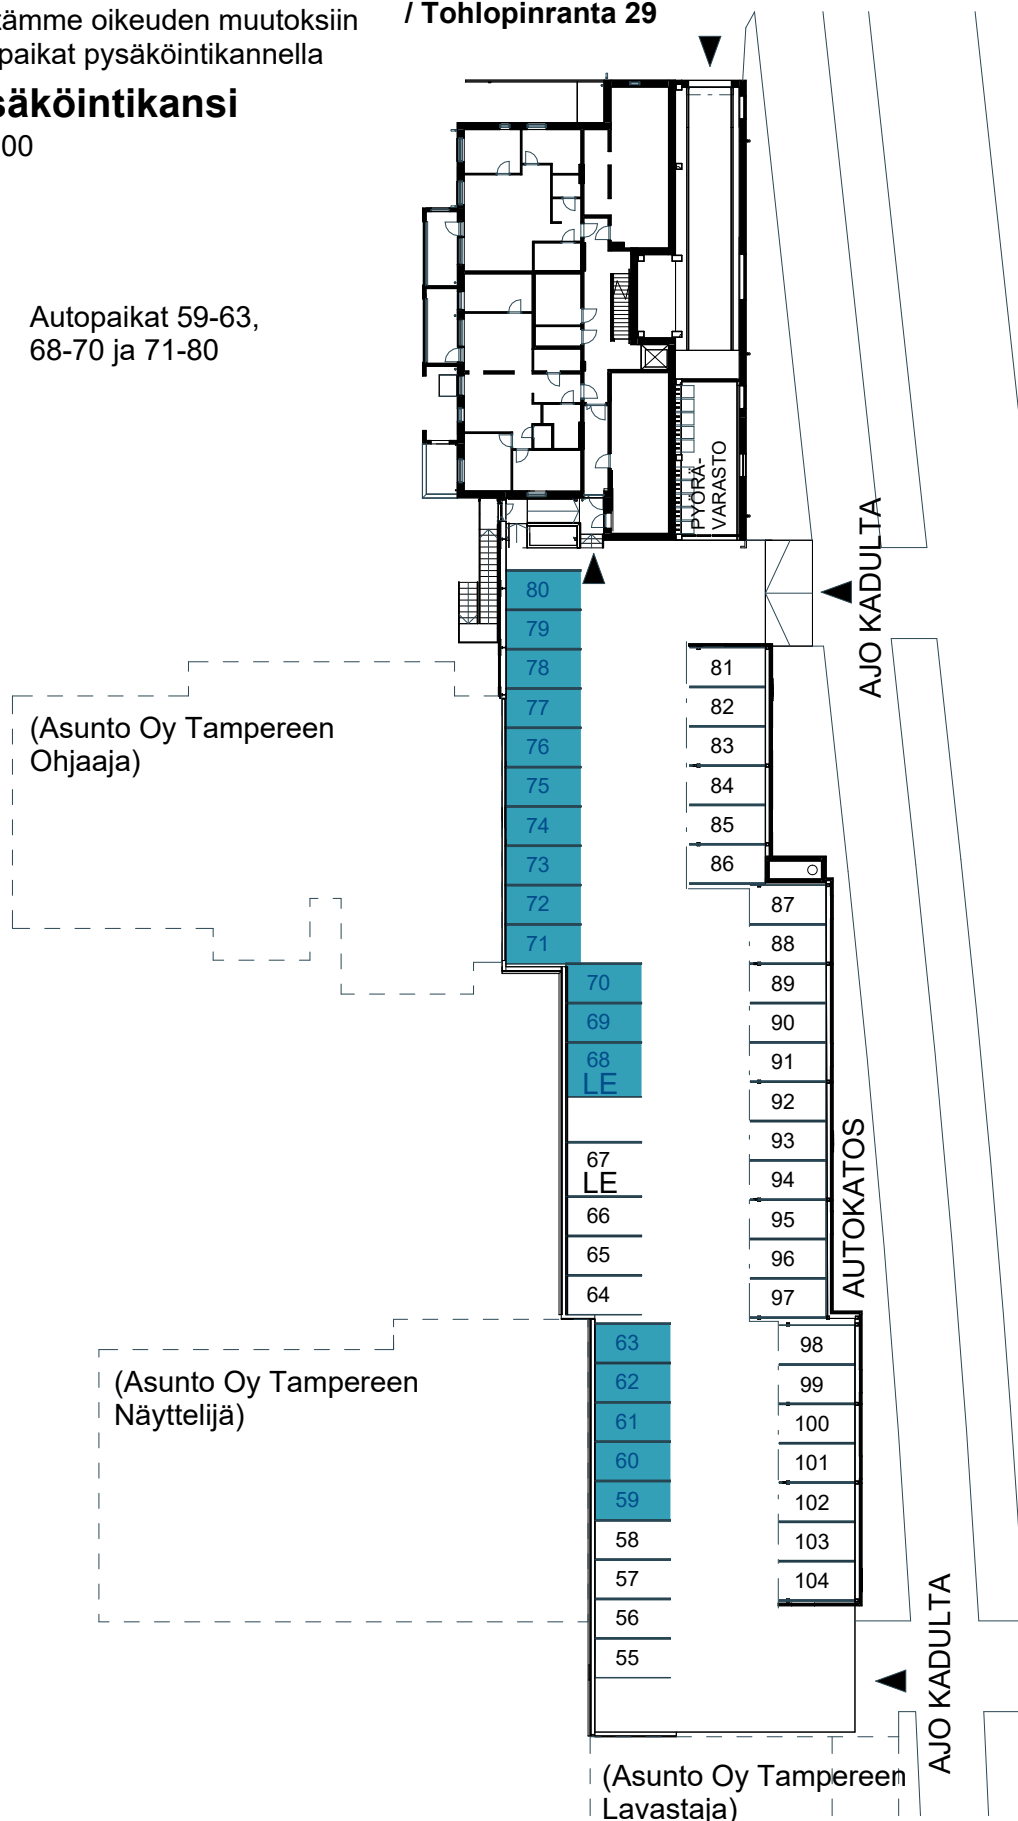 tämme oikeuden muutoksiin
/ Tohlopinranta 29
paikat pysäköintikannella
säköintikansi
00
Autopaikat 59-63,
68-70 ja 71-80
PYÖRÄ-
VARASTO
AJO KADULTA
80
79
78
77
76
75
74
73
72
71
(Asunto Oy Tampereen
Ohjaaja)
81
82
83
84
85
86
87
88
89
90
91
92
93
94
95
96
97
AUTOKATOS
70
69
68
LE
67
LE
66
65
64
(Asunto Oy Tampereen
Näyttelijä)
63
62
61
60
59
58
57
56
55
98
99
100
101
102
103
104
AJO KADULTA
(Asunto Oy Tampereen
Lavastaja)